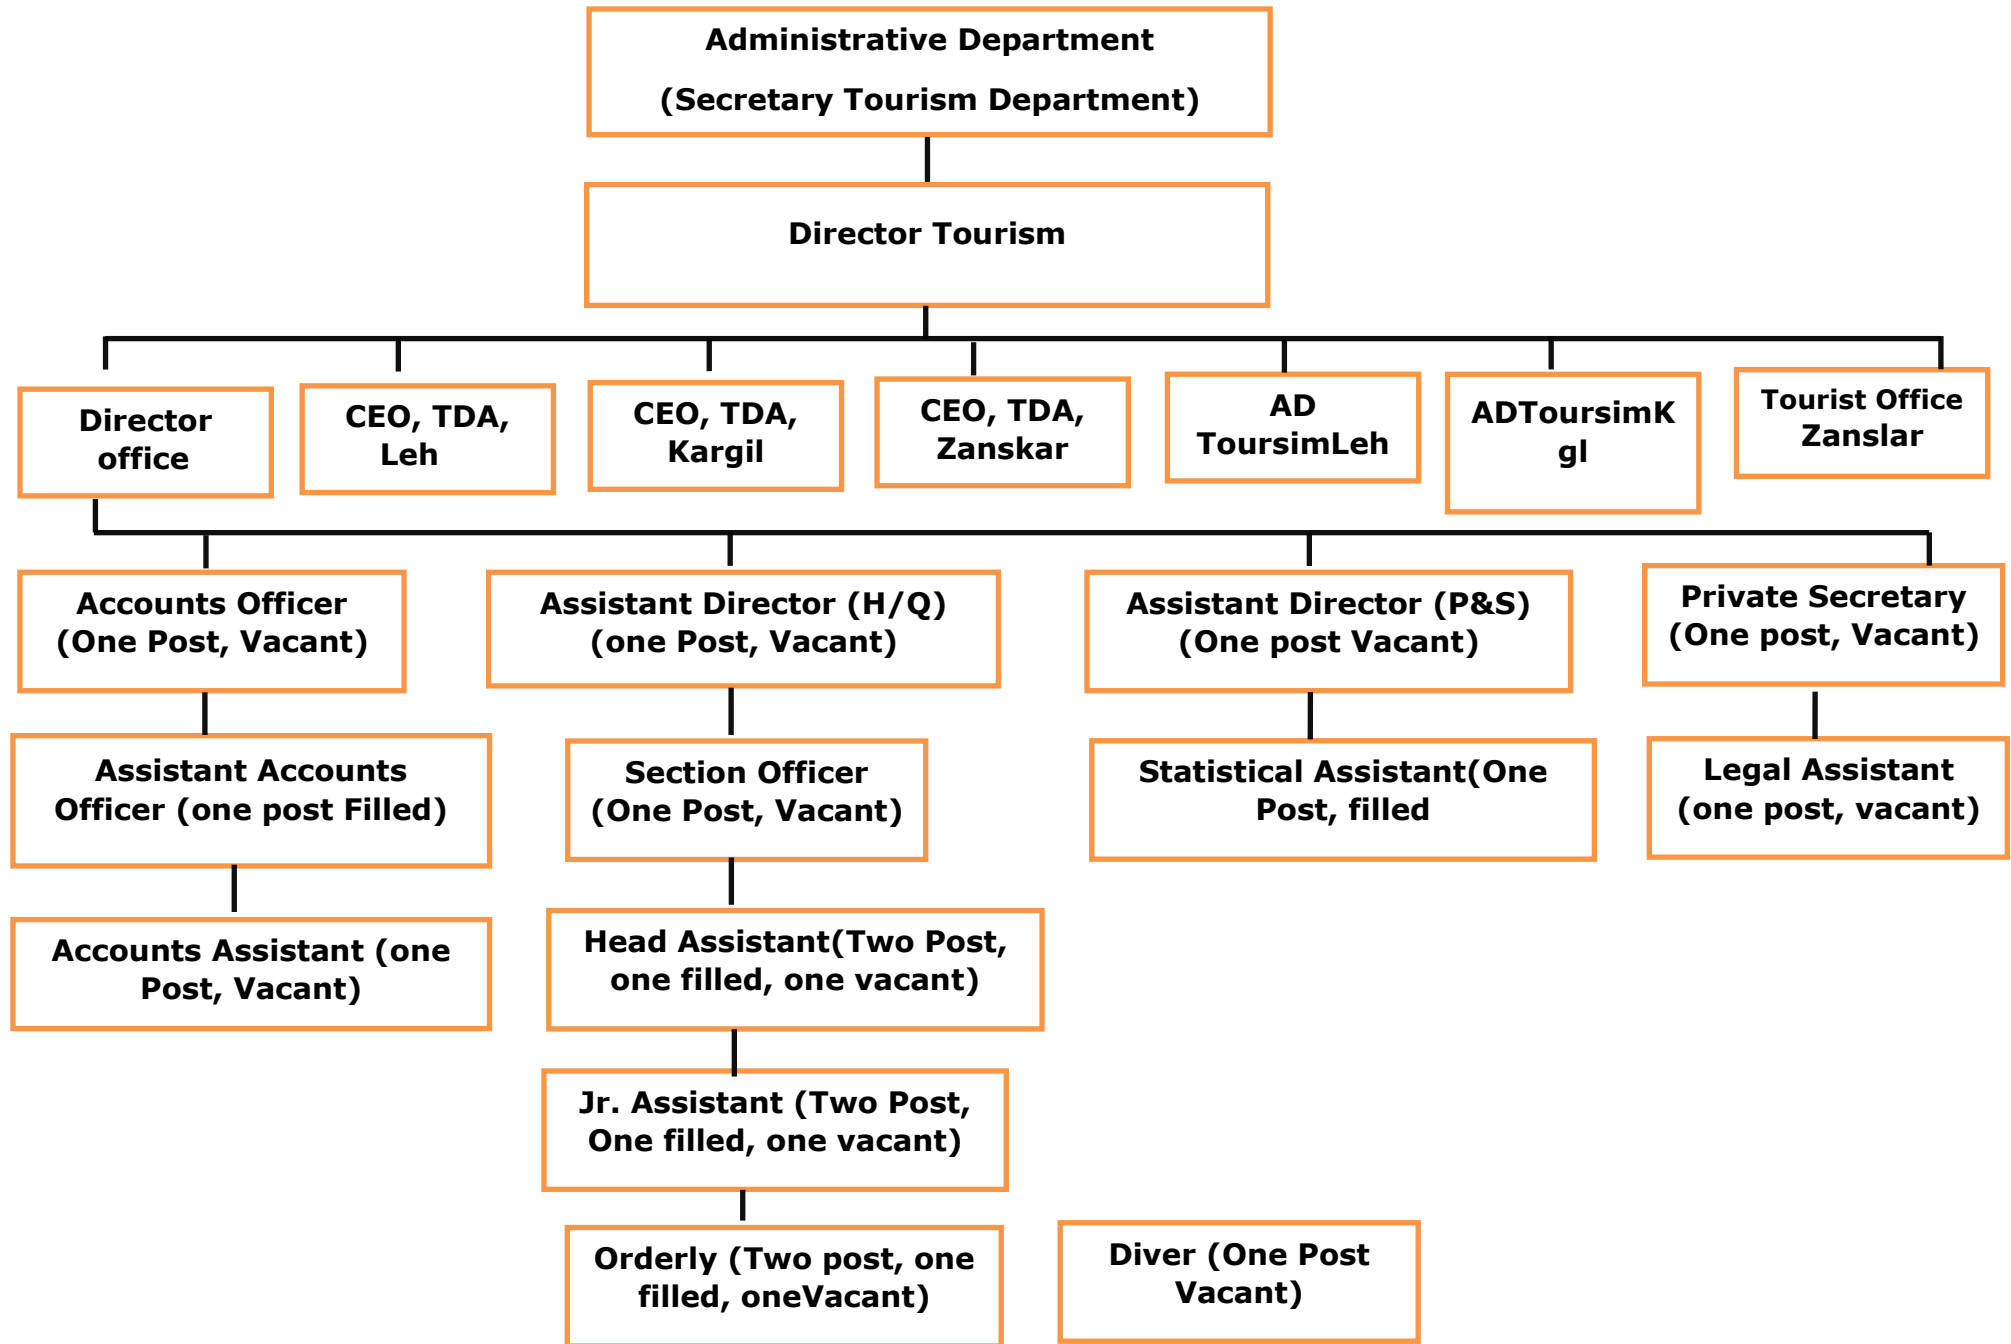 Administrative Department
(Secretary Tourism Department)
Director Tourism
Director
office
CEO, TDA,
Leh
CEO, TDA,
Kargil
CEO, TDA,
Zanskar
AD
ToursimLeh
ADToursimK
gl
Tourist Office
Zanslar
Accounts Officer
(One Post, Vacant)
Assistant Director (H/Q)
(one Post, Vacant)
Assistant Director (P&S)
(One post Vacant)
Private Secretary
(One post, Vacant)
Assistant Accounts
Officer (one post Filled)
Section Officer
(One Post, Vacant)
Statistical Assistant(One
Post, filled
Legal Assistant
(one post, vacant)
Accounts Assistant (one
Post, Vacant)
Head Assistant(Two Post,
one filled, one vacant)
Jr. Assistant (Two Post,
One filled, one vacant)
Orderly (Two post, one
filled, oneVacant)
Diver (One Post
Vacant)